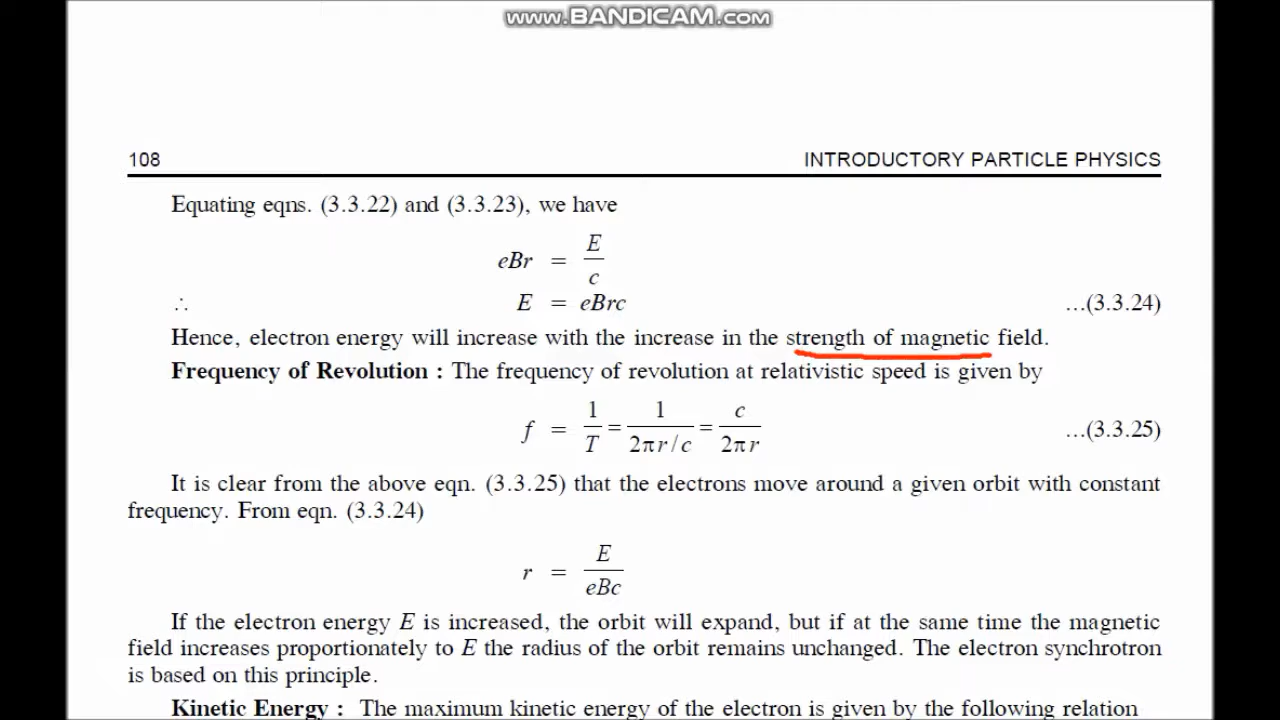 www.BANDICAM.com
108 INTRODUCTORY PARTICLE PHYSICS
Equating eqns. (3.3.22) and (3.3.23), we have
eBr = E/c
∴ E = eBrc ...(3.3.24)
Hence, electron energy will increase with the increase in the strength of magnetic field.
Frequency of Revolution : The frequency of revolution at relativistic speed is given by
f = 1/T = 1/(2πr/c) = c/(2πr) ...(3.3.25)
It is clear from the above eqn. (3.3.25) that the electrons move around a given orbit with constant
frequency. From eqn. (3.3.24)
r = E/(eBc)
If the electron energy E is increased, the orbit will expand, but if at the same time the magnetic
field increases proportionately to E the radius of the orbit remains unchanged. The electron synchrotron
is based on this principle.
Kinetic Energy : The maximum kinetic energy of the electron is given by the following relation